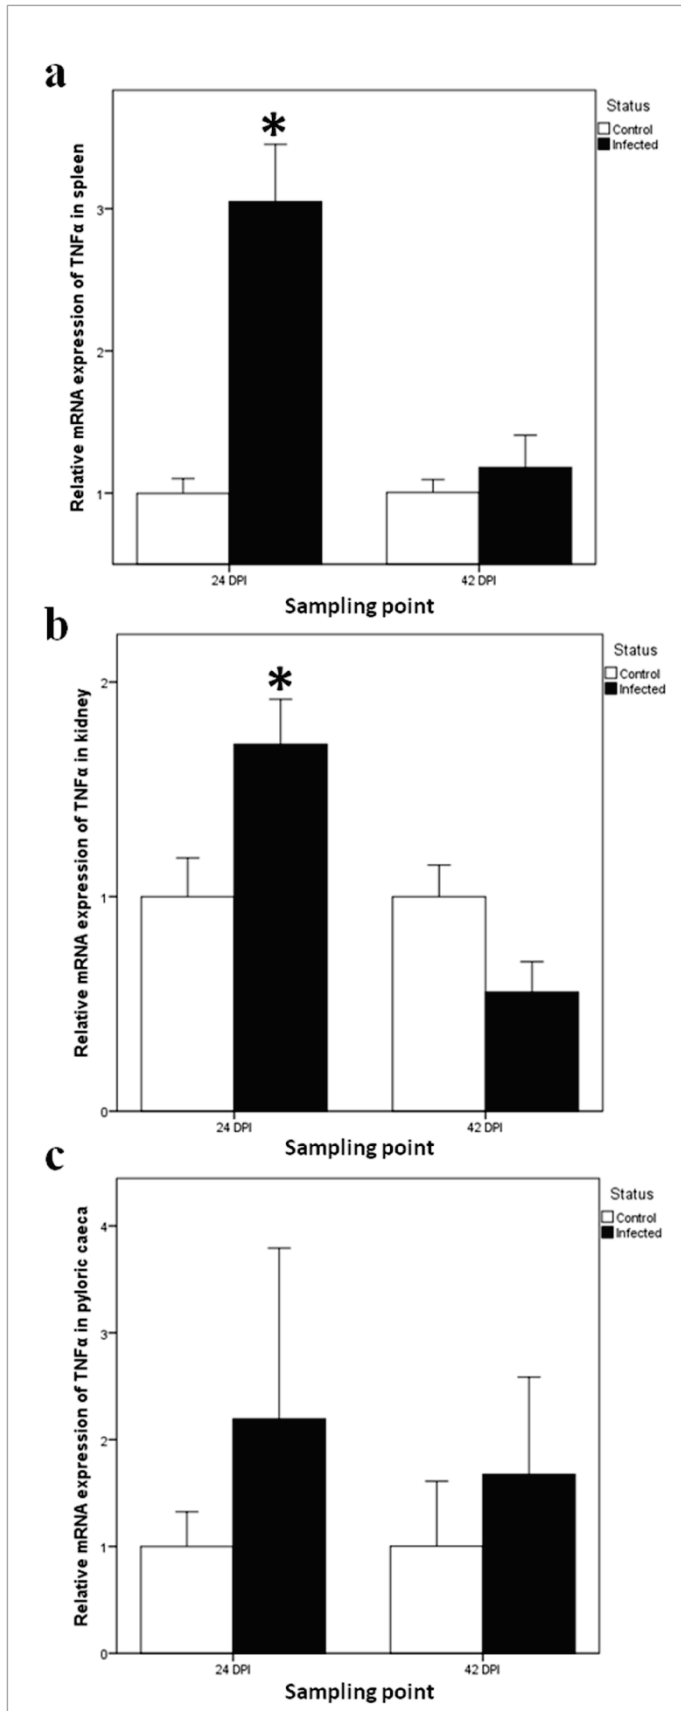 a
Relative mRNA expression of TNFα in spleen
3
2
1
*
Status
Control
Infected
24 DPI
42 DPI
Sampling point
b
Relative mRNA expression of TNFα in kidney
2
1
0
*
Status
Control
Infected
24 DPI
42 DPI
Sampling point
c
Relative mRNA expression of TNFα in pyloric caeca
4
3
2
1
0
Status
Control
Infected
24 DPI
42 DPI
Sampling point